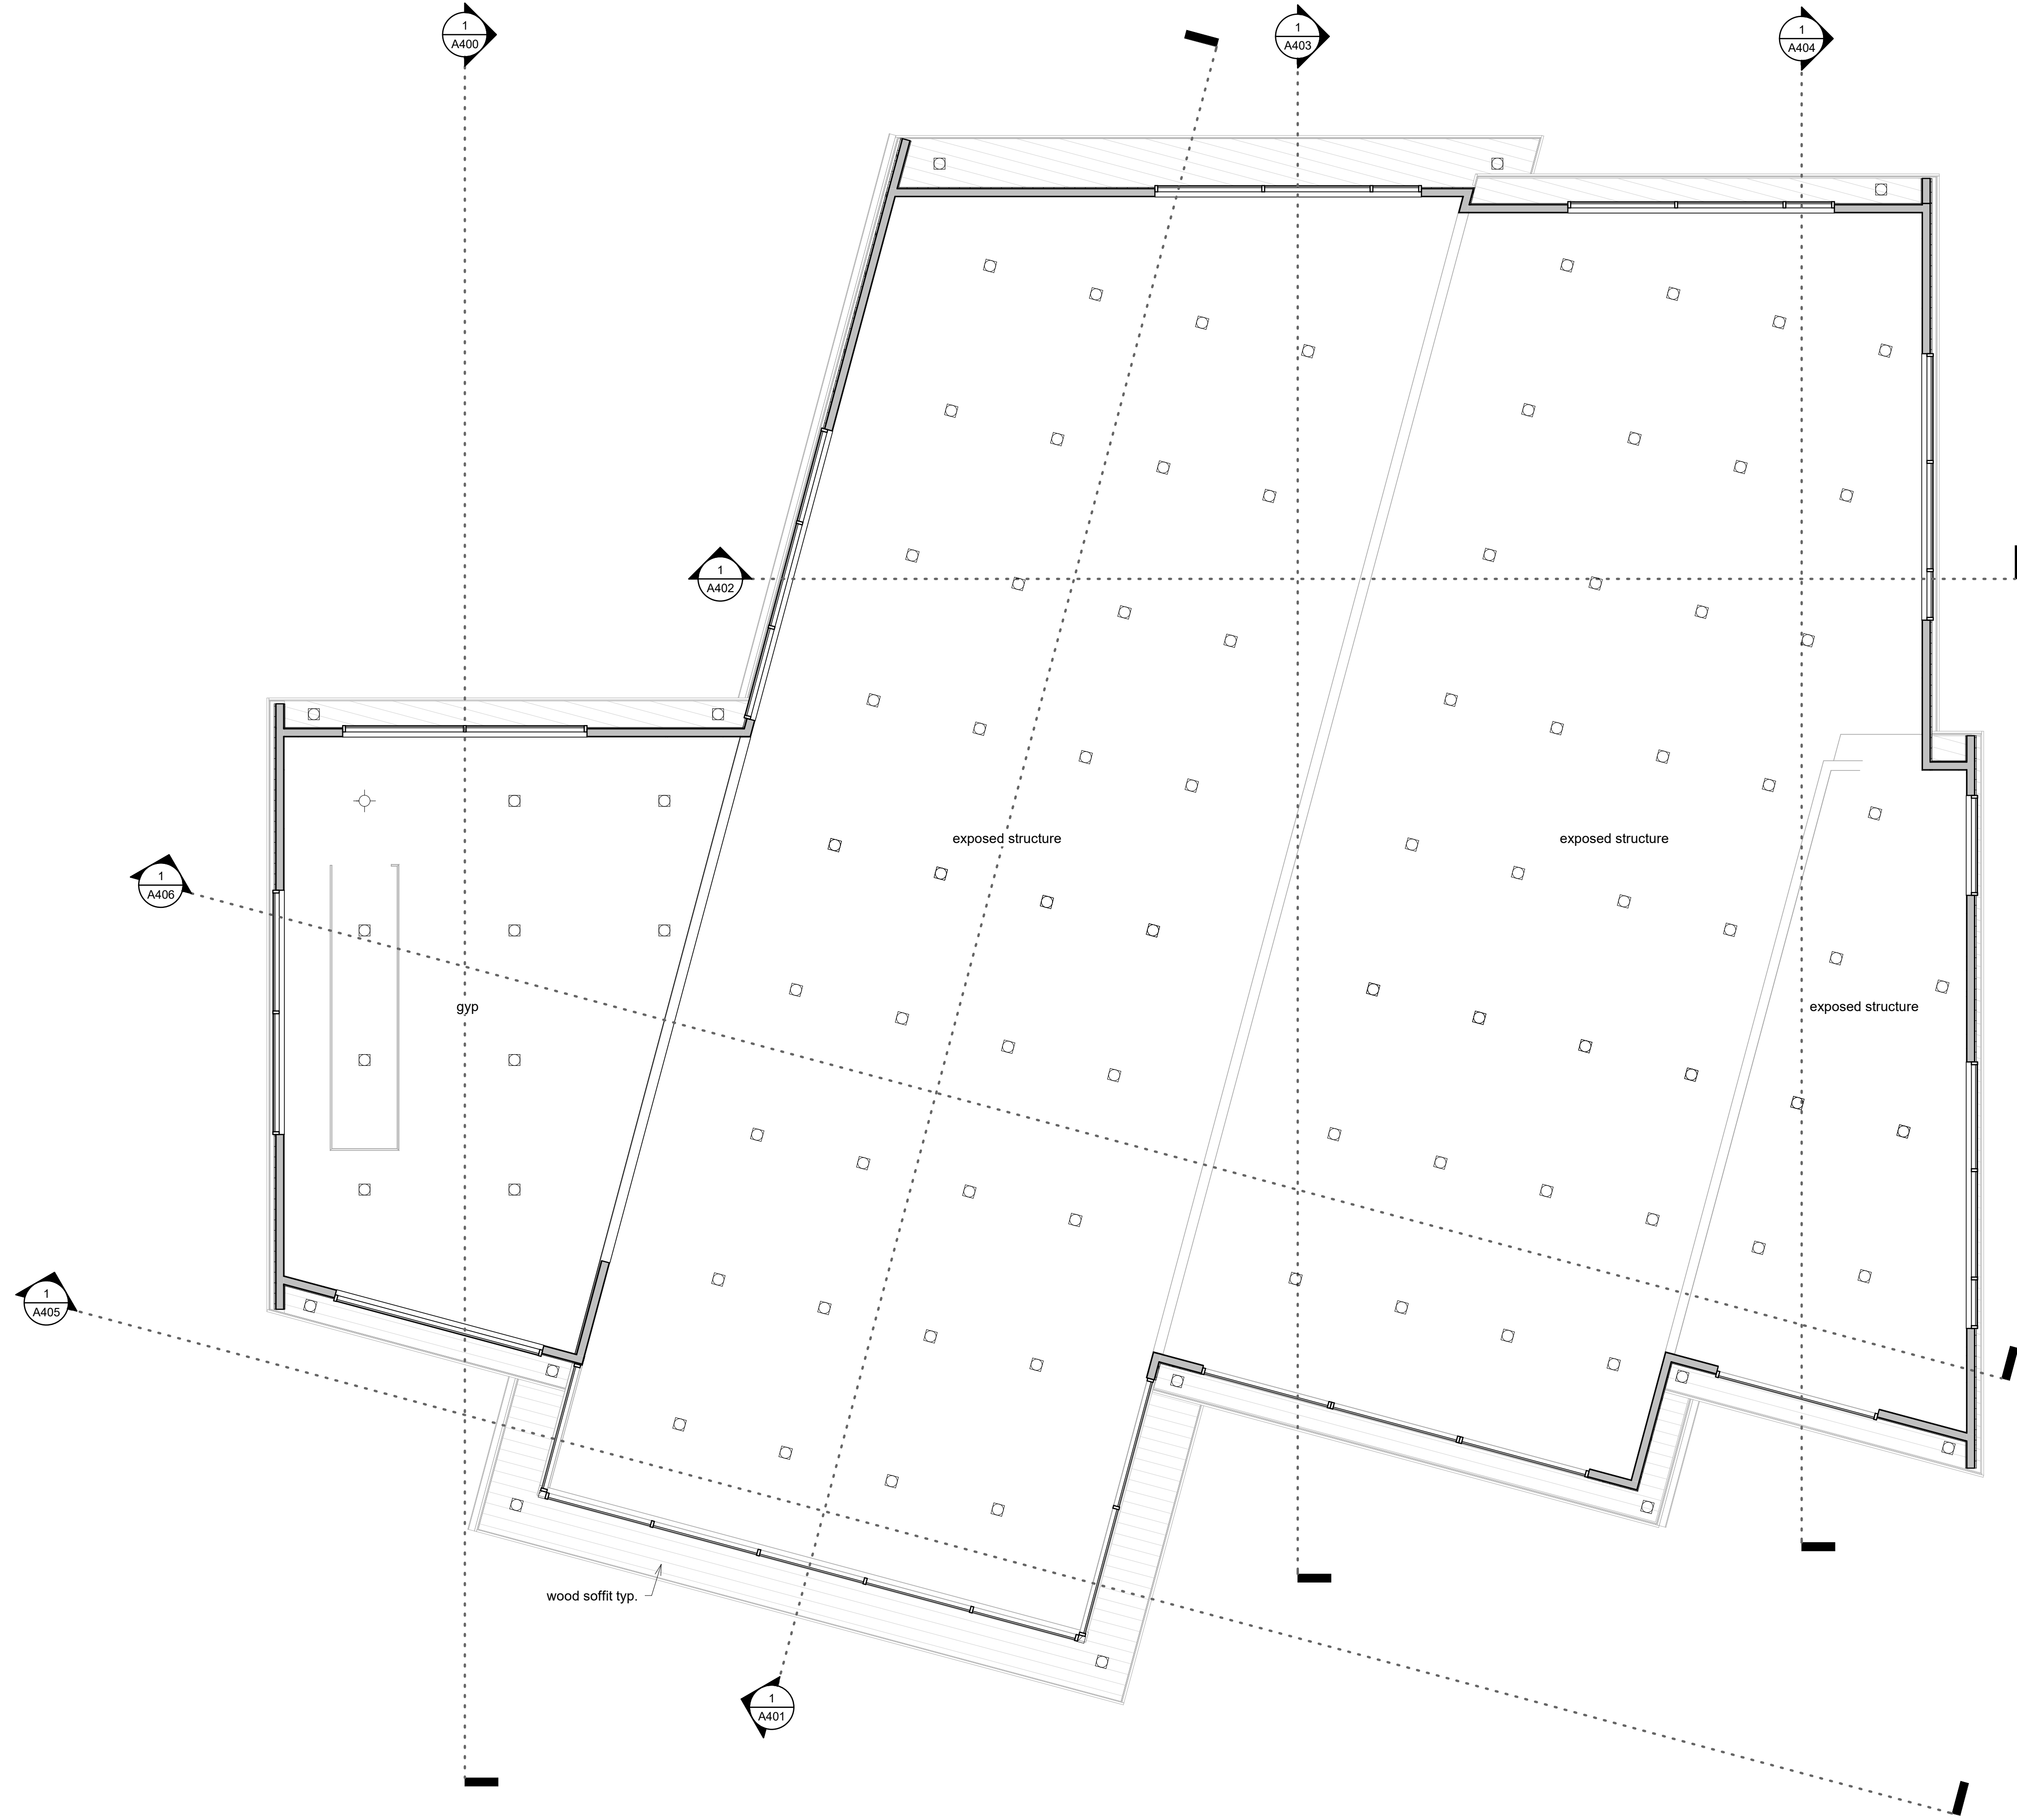 1
A400
1
A403
1
A404
1
A402
exposed structure
exposed structure
1
A406
gyp
exposed structure
1
A405
wood soffit typ.
1
A401